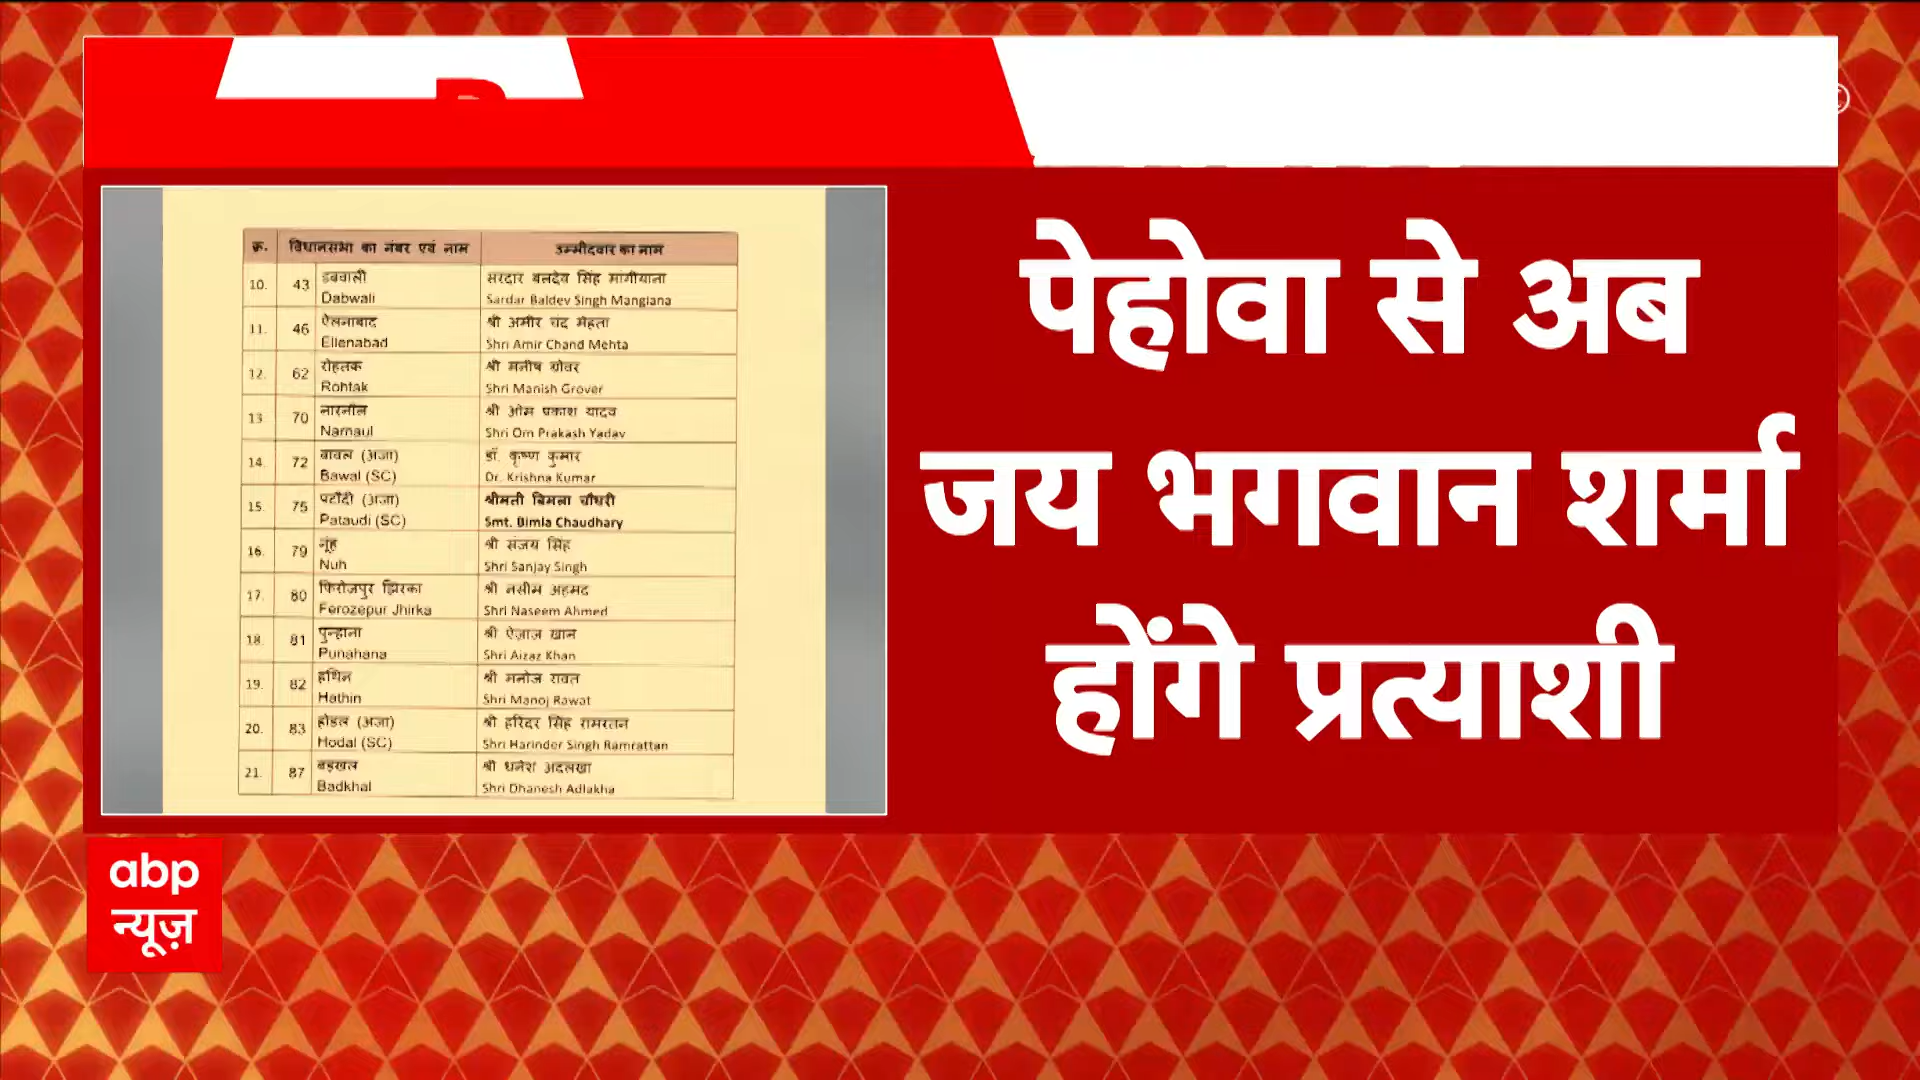 पेहोवा से अब
जय भगवान शर्मा
होंगे प्रत्याशी
क्र. विधानसभा का नंबर एवं नाम उम्मीदवार का नाम
10. 43 डबवाली सरदार बलदेव सिंह मांगीयाना
Dabwali Sardar Baldev Singh Mangiana
11. 46 ऐलनाबाद श्री अमीर चंद मेहता
Ellenabad Shri Amir Chand Mehta
12. 62 रोहतक श्री मनीष ग्रोवर
Rohtak Shri Manish Grover
13 70 नारनौल श्री ओम प्रकाश यादव
Narnaul Shri Om Prakash Yadav
14. 72 बावल (अजा) डॉ. कृष्ण कुमार
Bawal (SC) Dr. Krishna Kumar
15. 75 पटौदी (अजा) श्रीमती बिमला चौधरी
Pataudi (SC) Smt. Bimla Chaudhary
16. 79 नूंह श्री संजय सिंह
Nuh Shri Sanjay Singh
17. 80 फिरोजपुर झिरका श्री नसीम अहमद
Ferozepur Jhirka Shri Naseem Ahmed
18. 81 पुन्हाना श्री ऐजाज खान
Punahana Shri Aizaz Khan
19. 82 हथिन श्री मनोज रावत
Hathin Shri Manoj Rawat
20. 83 होडल (अजा) श्री हरिंदर सिंह रामरतन
Hodal (SC) Shri Harinder Singh Ramrattan
21. 87 बड़खल श्री धनेश अदलखा
Badkhal Shri Dhanesh Adlakha
abp
न्यूज़